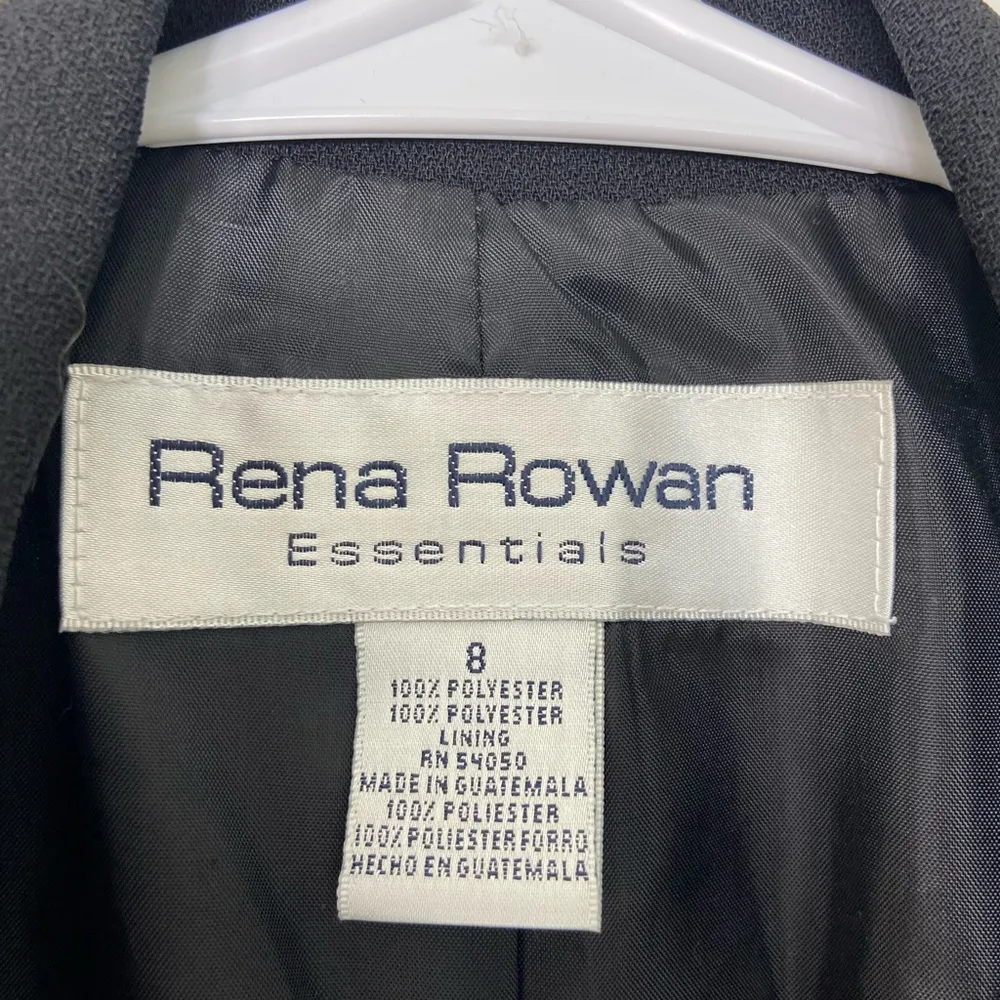 Rena Rowan
Essentials
8
100% POLYESTER
100% POLYESTER
LINING
RN 54050
MADE IN GUATEMALA
100% POLIESTER
100% POLIESTER FORRO
HECHO EN GUATEMALA